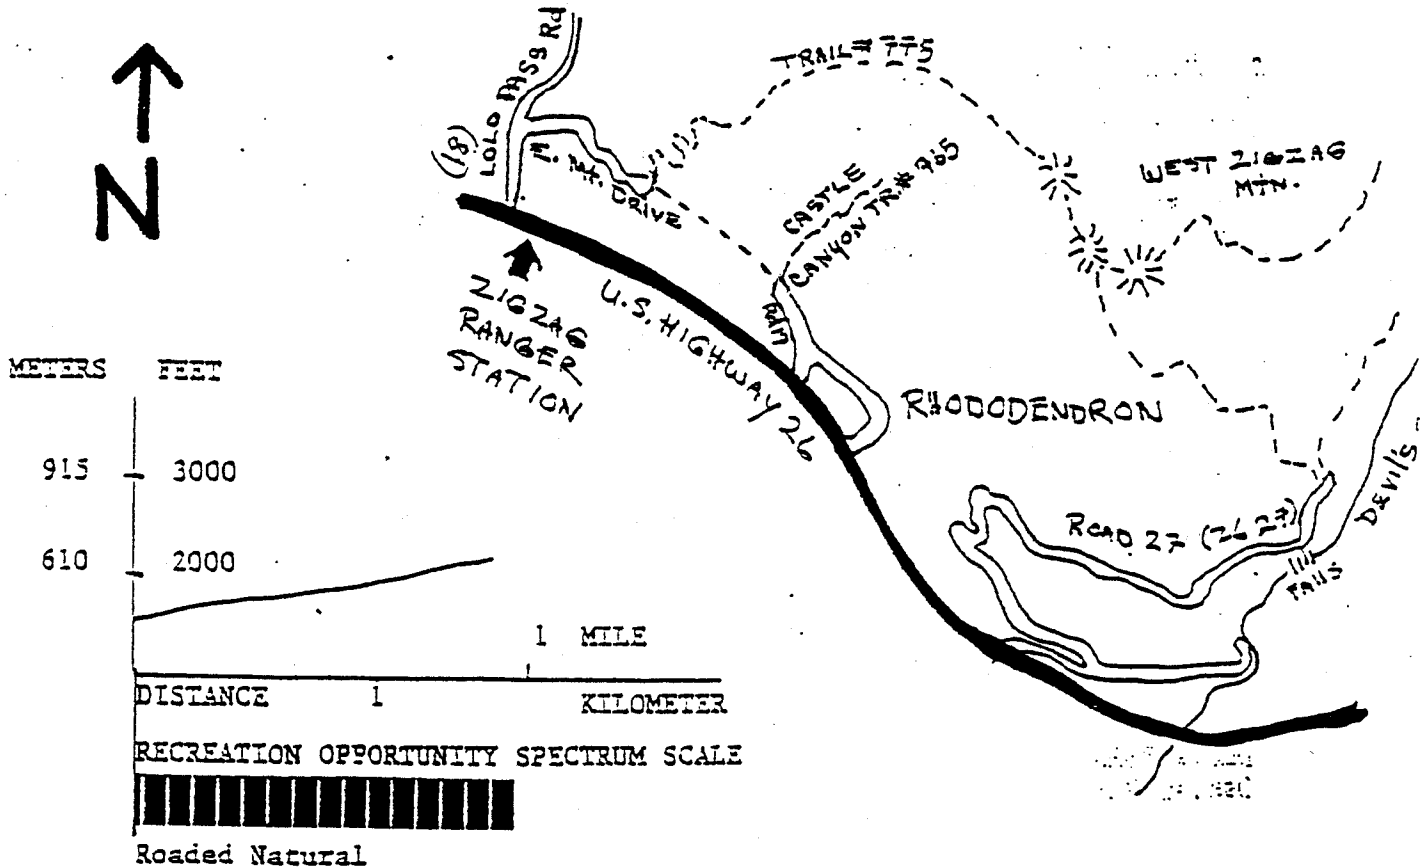 LOLO PASS Rd
(18)
N
E. Mt. DRIVE
TRAIL# 775
CASTLE
CANYON TR.# 765
WEST ZIGZAG
MTN.
ZIGZAG
RANGER
STATION
U.S. HIGHWAY 26
RHODODENDRON
ROAD 27 (26 27)
FALLS
DEVIL'S
METERS FEET
915 3000
610 2000
1 MILE
DISTANCE 1 KILOMETER
RECREATION OPPORTUNITY SPECTRUM SCALE
Roaded Natural